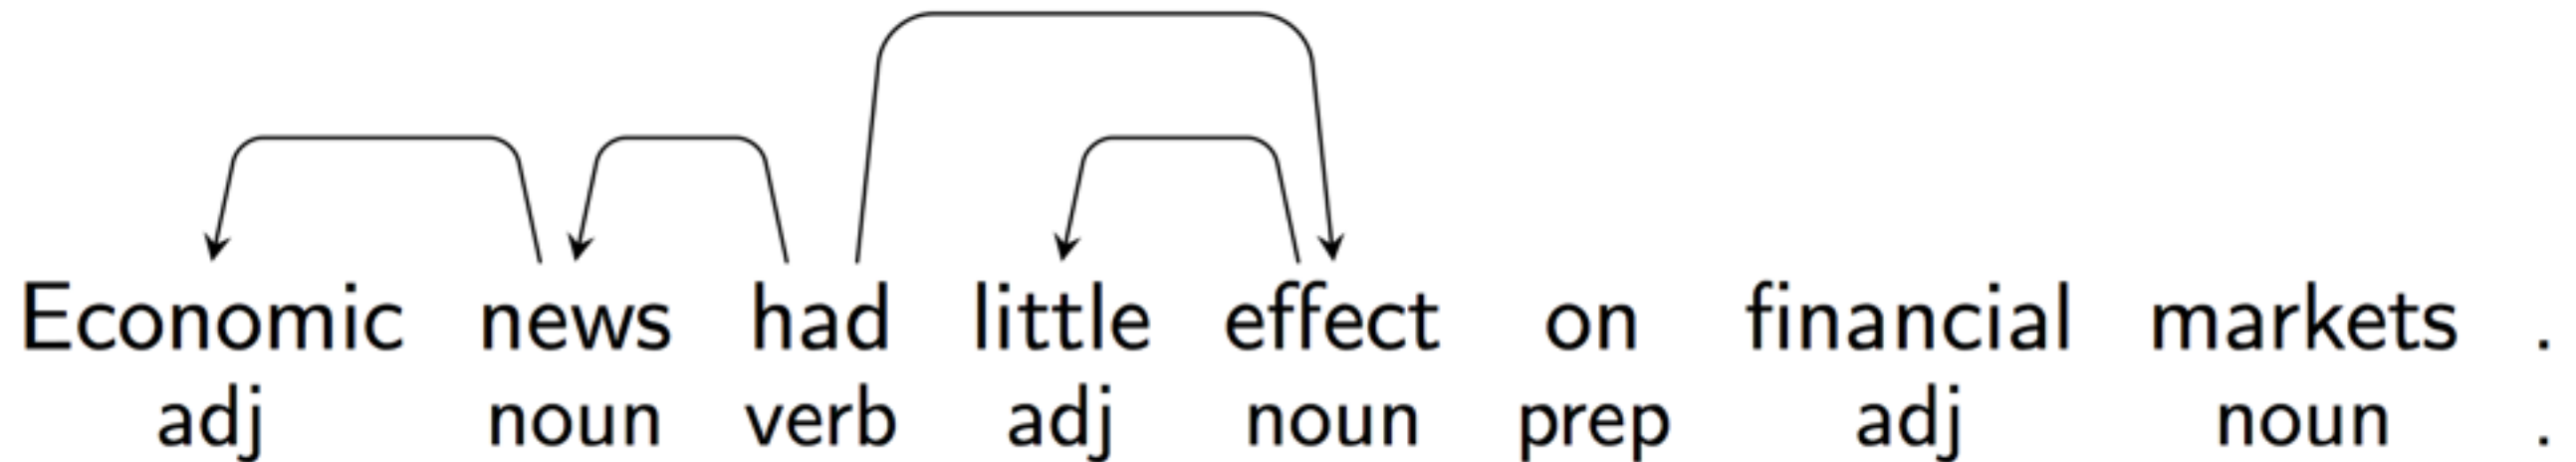 Economic news had little effect on financial markets .
adj noun verb adj noun prep adj noun .